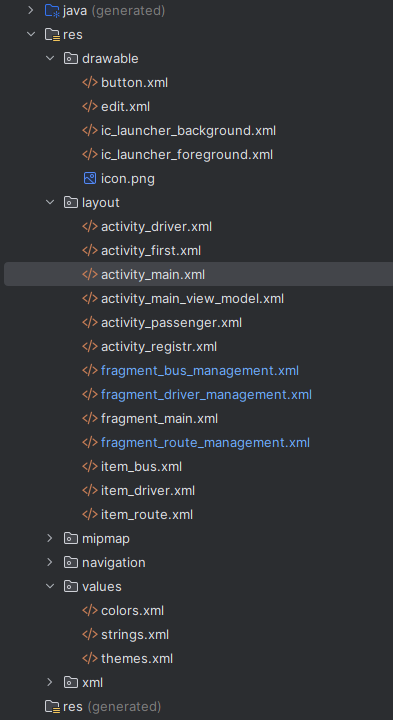 java (generated)
res
drawable
button.xml
edit.xml
ic_launcher_background.xml
ic_launcher_foreground.xml
icon.png
layout
activity_driver.xml
activity_first.xml
activity_main.xml
activity_main_view_model.xml
activity_passenger.xml
activity_registr.xml
fragment_bus_management.xml
fragment_driver_management.xml
fragment_main.xml
fragment_route_management.xml
item_bus.xml
item_driver.xml
item_route.xml
mipmap
navigation
values
colors.xml
strings.xml
themes.xml
xml
res (generated)